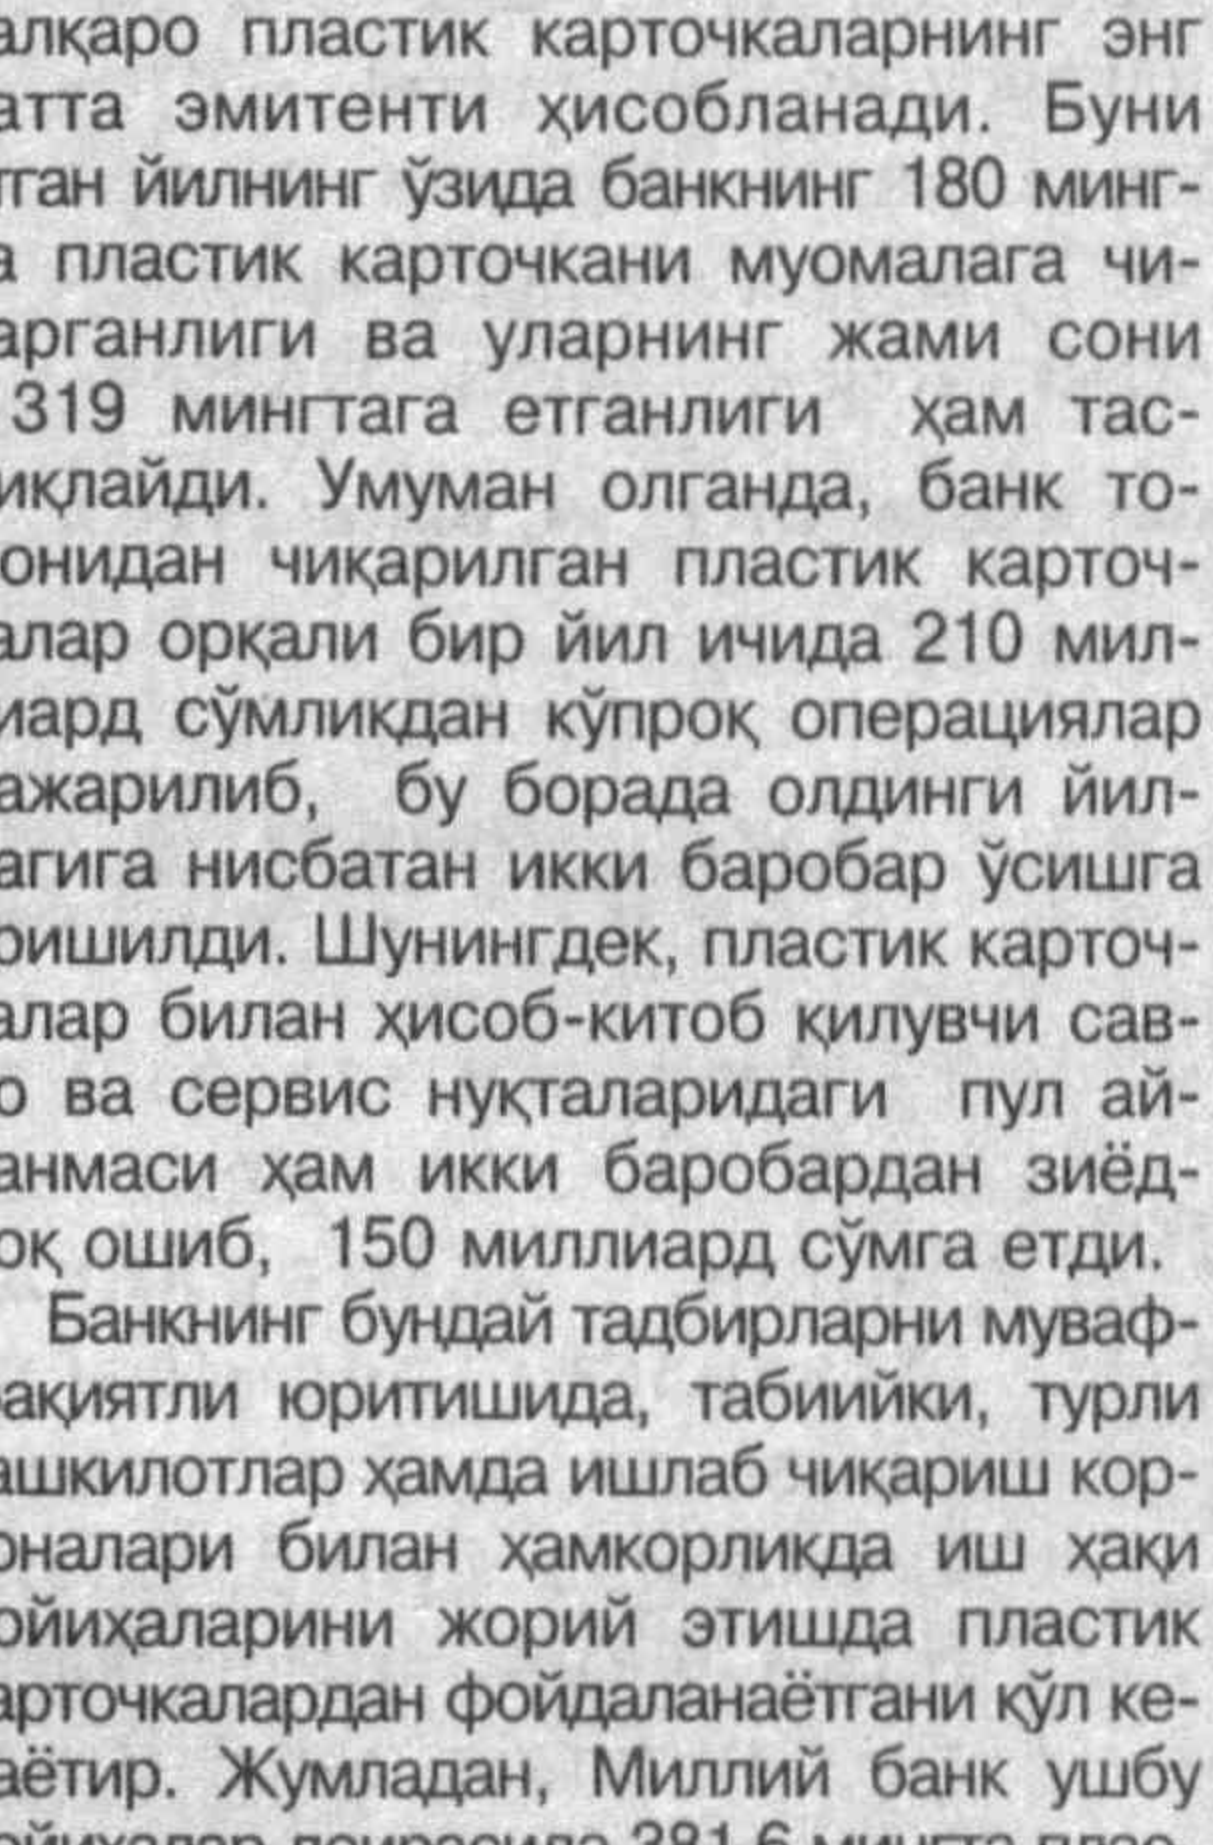 алқаро пластик карточкаларнинг энг
атта эмитенти ҳисобланади. Буни
тган йилнинг ўзида банкнинг 180 минг-
а пластик карточкани муомалага чи-
арганлиги ва уларнинг жами сони
319 мингтага етганлиги ҳам тас-
иқлайди. Умуман олганда, банк то-
онидан чиқарилган пластик карточ-
алар орқали бир йил ичида 210 мил-
иард сўмликдан кўпроқ операциялар
ажарилиб, бу борада олдинги йил-
агига нисбатан икки баробар ўсишга
ришилди. Шунингдек, пластик карточ-
алар билан ҳисоб-китоб қилувчи сав-
о ва сервис нуқталаридаги пул ай-
анмаси ҳам икки баробардан зиёд-
оқ ошиб, 150 миллиард сўмга етди.
Банкнинг бундай тадбирларни муваф-
ақиятли юритишида, табиийки, турли
ашкилотлар ҳамда ишлаб чиқариш кор-
оналари билан ҳамкорликда иш ҳақи
ойиҳаларини жорий этишда пластик
арточкалардан фойдаланаётгани қўл ке-
аётир. Жумладан, Миллий банк ушбу
ойиҳалар доирасида 381,6 мингта плас-